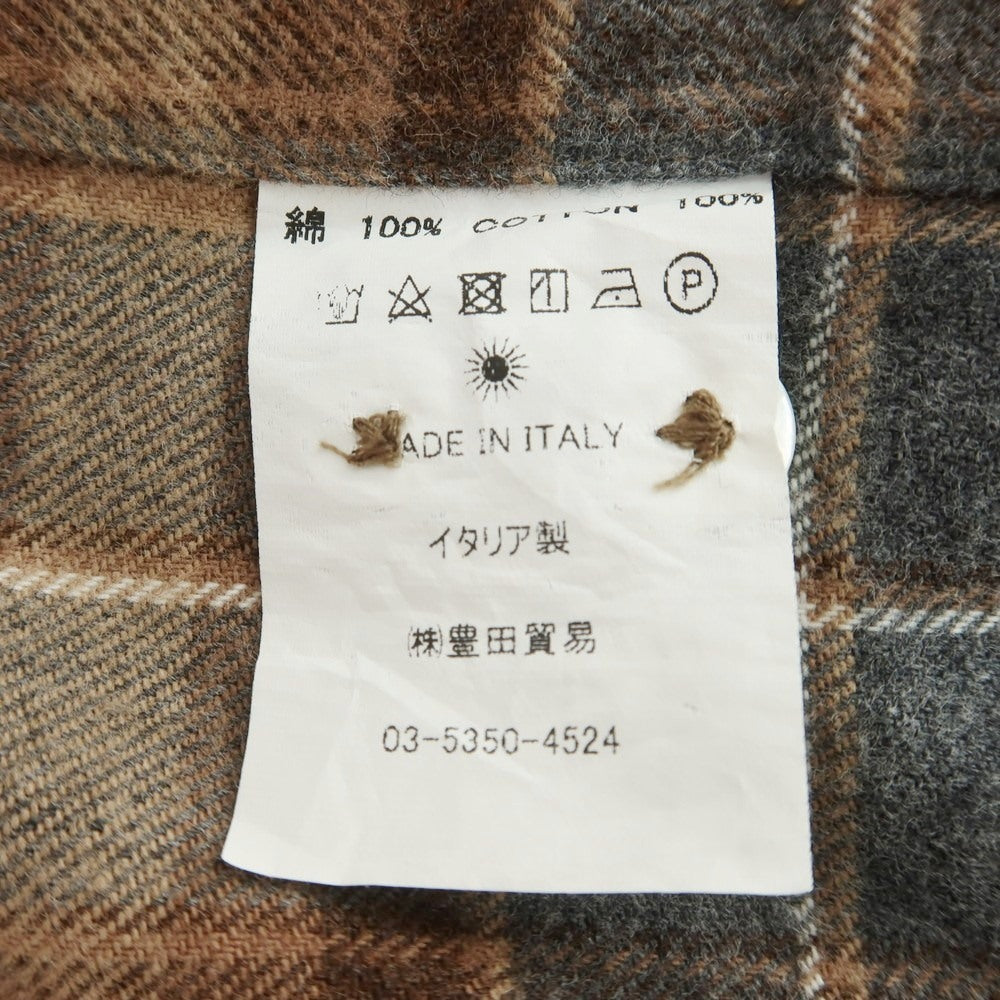 綿 100% COTTON 100%
P
ADE IN ITALY
イタリア製
㈱豊田貿易
03-5350-4524